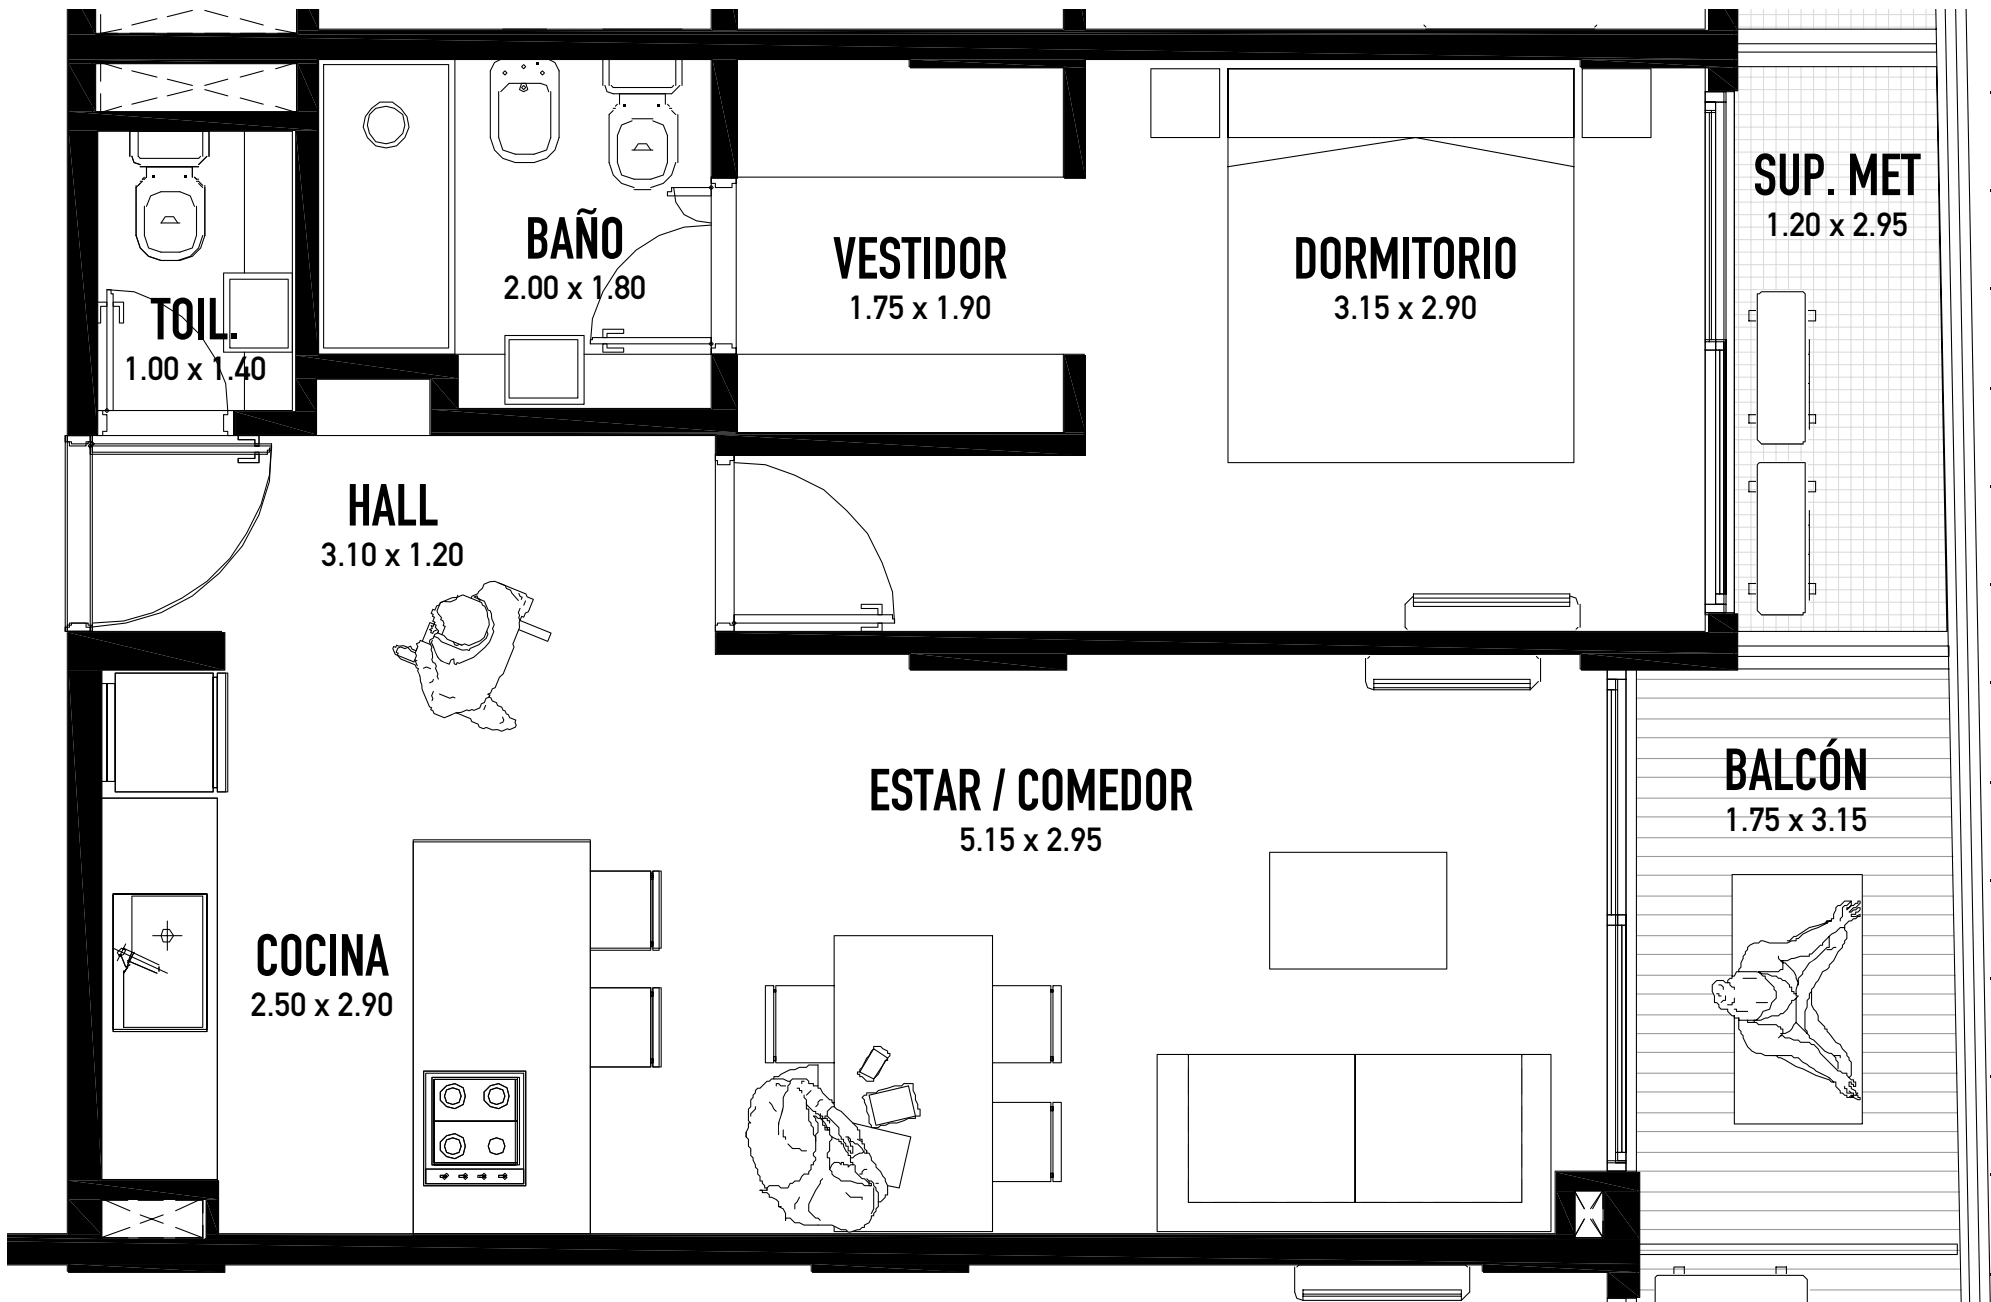 SUP. MET
1.20 x 2.95
BAÑO
2.00 x 1.80
VESTIDOR
1.75 x 1.90
DORMITORIO
3.15 x 2.90
TOIL.
1.00 x 1.40
HALL
3.10 x 1.20
ESTAR / COMEDOR
5.15 x 2.95
BALCÓN
1.75 x 3.15
COCINA
2.50 x 2.90